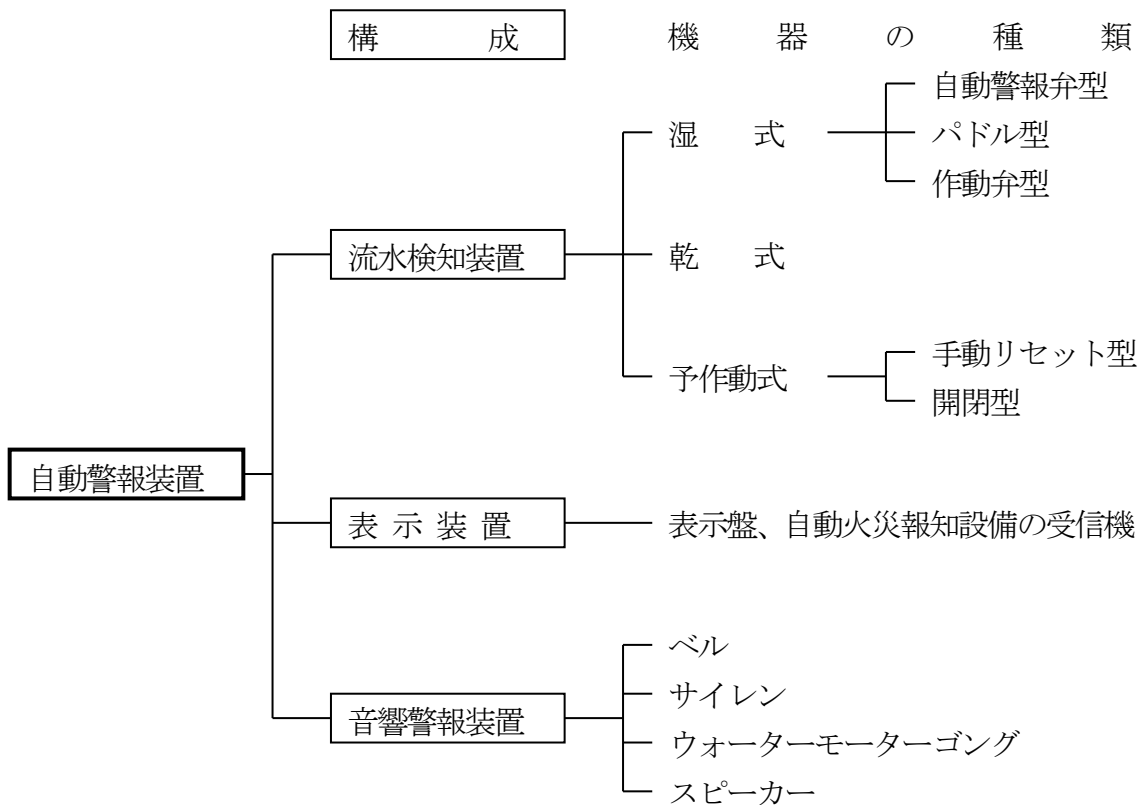 構成 機器の種類
自動警報弁型
湿式 パドル型
作動弁型
流水検知装置 乾式
手動リセット型
予作動式
開閉型
自動警報装置
表示装置 表示盤、自動火災報知設備の受信機
ベル
サイレン
音響警報装置
ウォーターモーターゴング
スピーカー